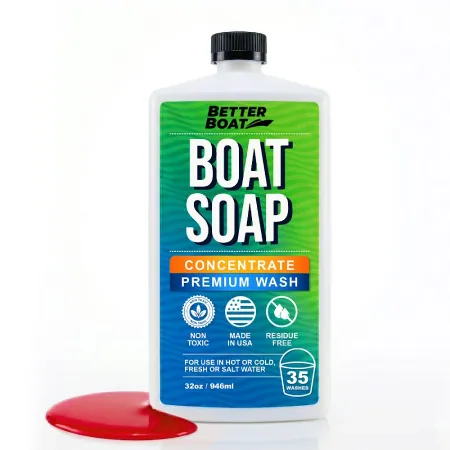 BETTER
BOAT
BOAT
SOAP
CONCENTRATE
PREMIUM WASH
NON
TOXIC
MADE
IN USA
RESIDUE
FREE
FOR USE IN HOT OR COLD,
FRESH OR SALT WATER
32oz / 946ml
35
WASHES